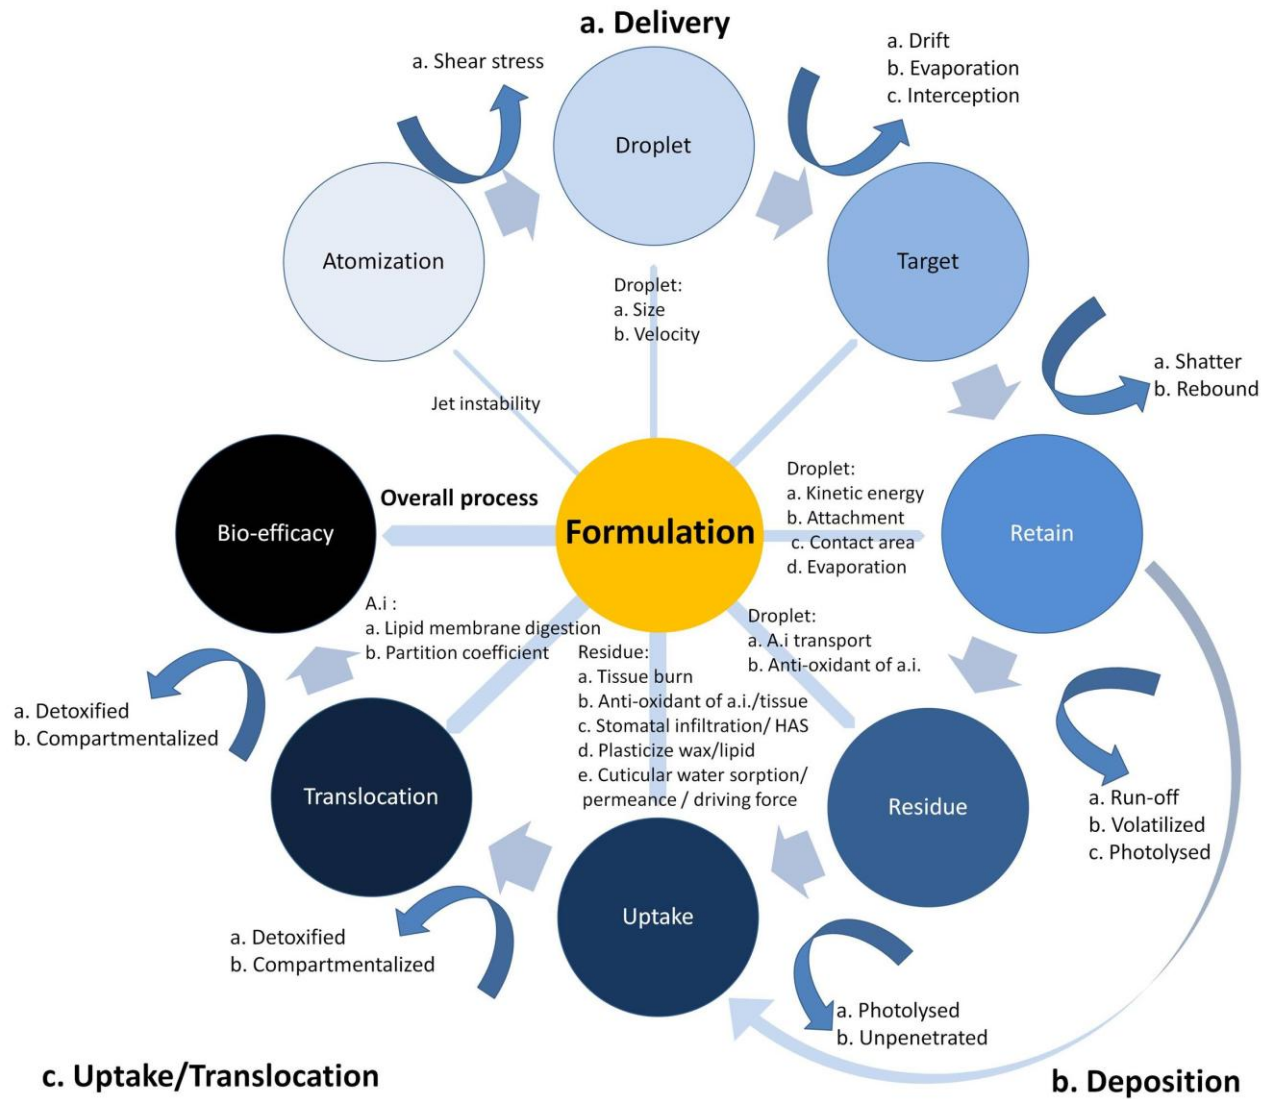 a. Delivery
a. Shear stress
a. Drift
b. Evaporation
c. Interception
Droplet
Atomization
Target
Droplet:
a. Size
b. Velocity
a. Shatter
b. Rebound
Jet instability
Droplet:
a. Kinetic energy
b. Attachment
c. Contact area
d. Evaporation
Overall process
Formulation
Bio-efficacy
Retain
A.i :
a. Lipid membrane digestion
b. Partition coefficient
Droplet:
a. A.i transport
b. Anti-oxidant of a.i.
Residue:
a. Tissue burn
b. Anti-oxidant of a.i./tissue
c. Stomatal infiltration/ HAS
d. Plasticize wax/lipid
e. Cuticular water sorption/
permeance / driving force
a. Detoxified
b. Compartmentalized
Translocation
Residue
a. Run-off
b. Volatilized
c. Photolysed
Uptake
a. Detoxified
b. Compartmentalized
a. Photolysed
b. Unpenetrated
c. Uptake/Translocation
b. Deposition